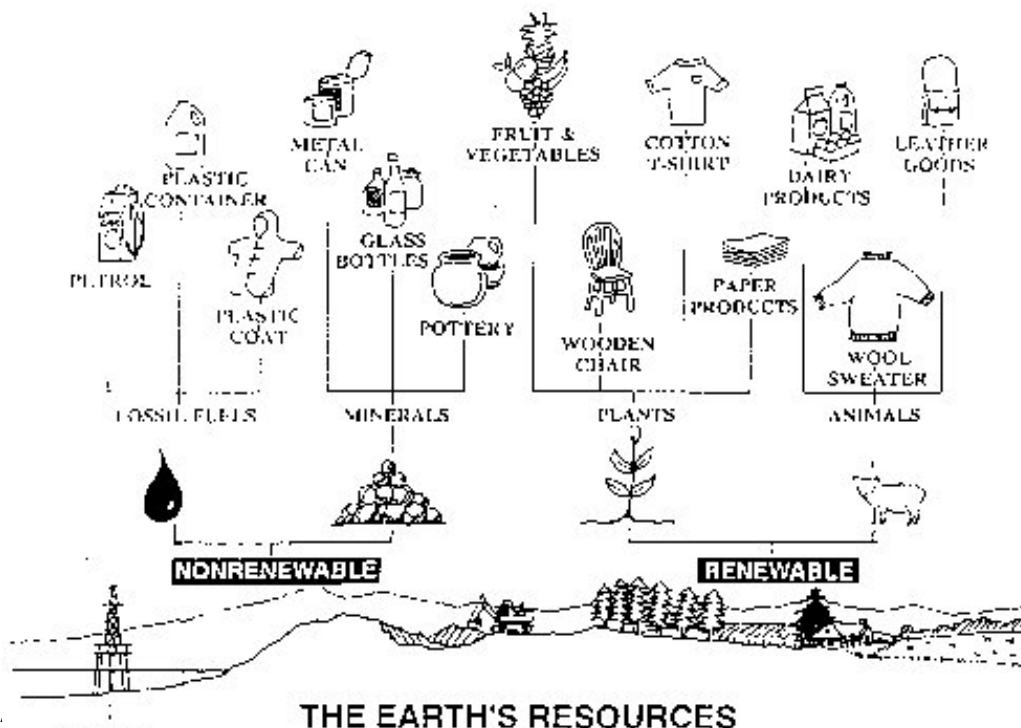 METAL
CAN
FRUIT &
VEGETABLES
COTTON
T-SHIRT
DAIRY
PRODUCTS
LEATHER
GOODS
PLASTIC
CONTAINER
PETROL
PLASTIC
COAT
GLASS
BOTTLES
POTTERY
WOODEN
CHAIR
PAPER
PRODUCTS
WOOL
SWEATER
FOSSIL FUELS
MINERALS
PLANTS
ANIMALS
NONRENEWABLE
RENEWABLE
THE EARTH'S RESOURCES